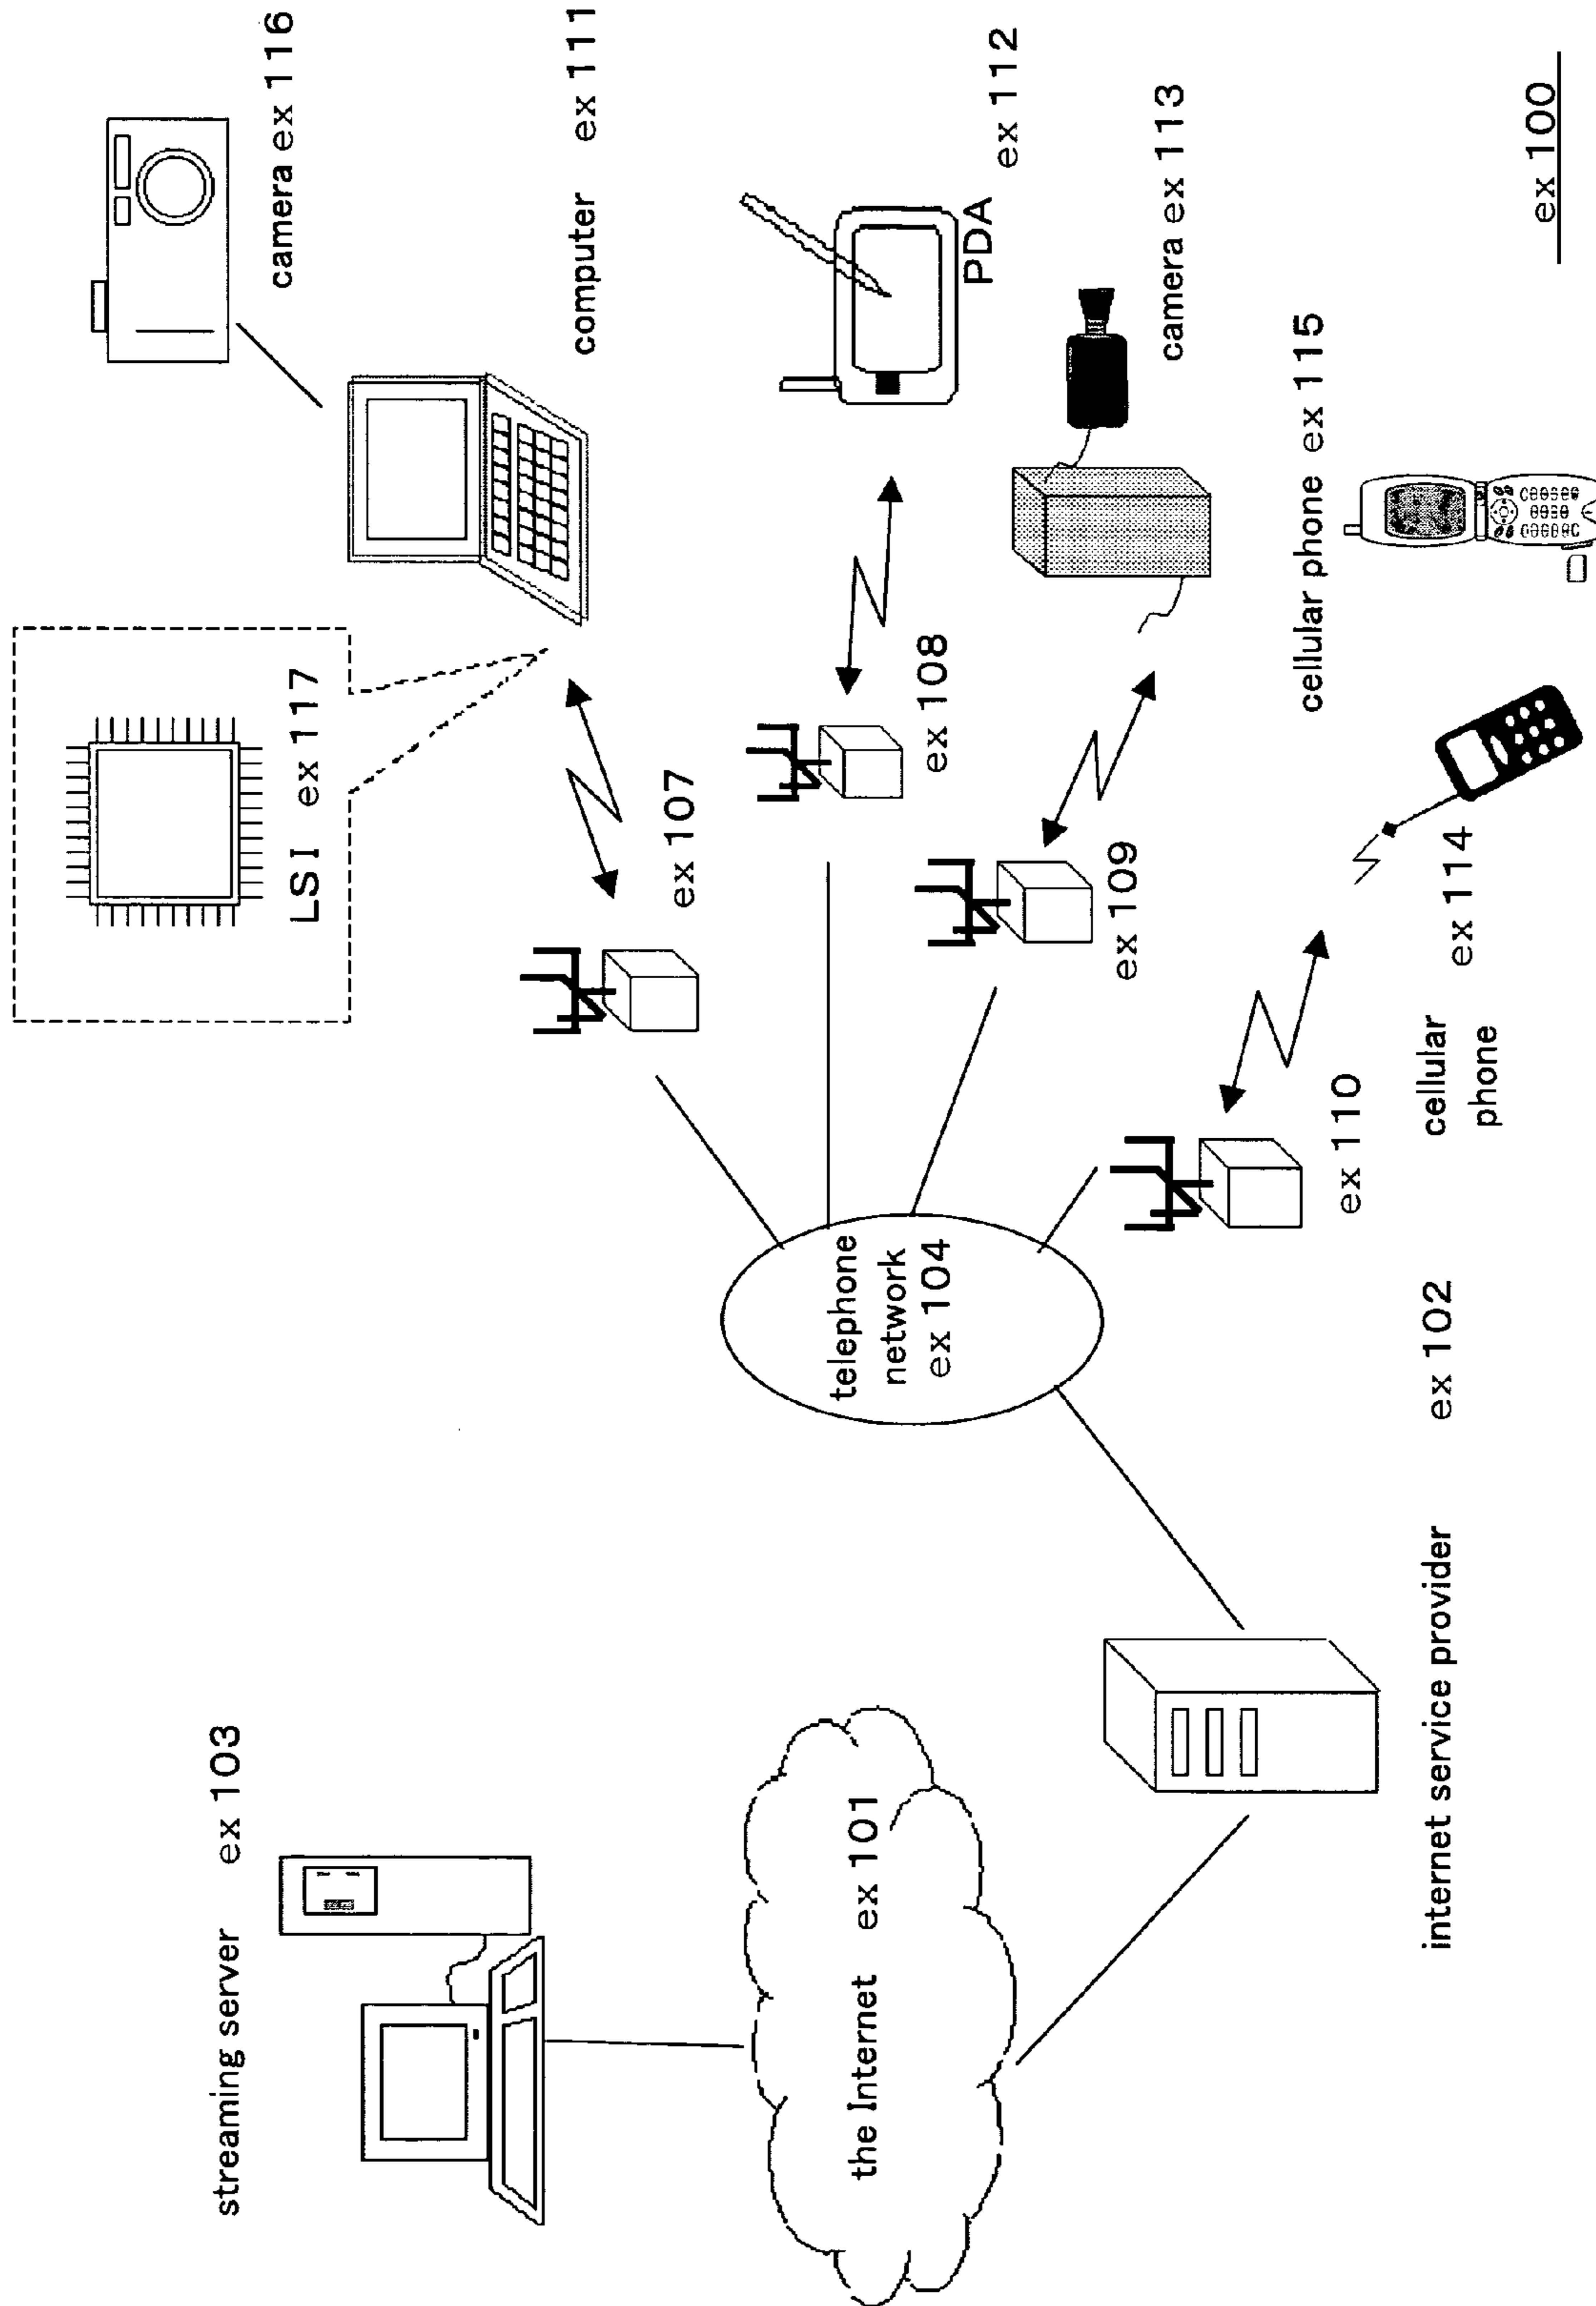 streaming server ex 103
the Internet ex 101
internet service provider ex 102
telephone
network
ex 104
LSI ex 117
camera ex 116
computer ex 111
ex 107
ex 108
PDA
ex 112
camera ex 113
ex 109
cellular phone ex 115
ex 110
cellular
phone
ex 114
ex 100